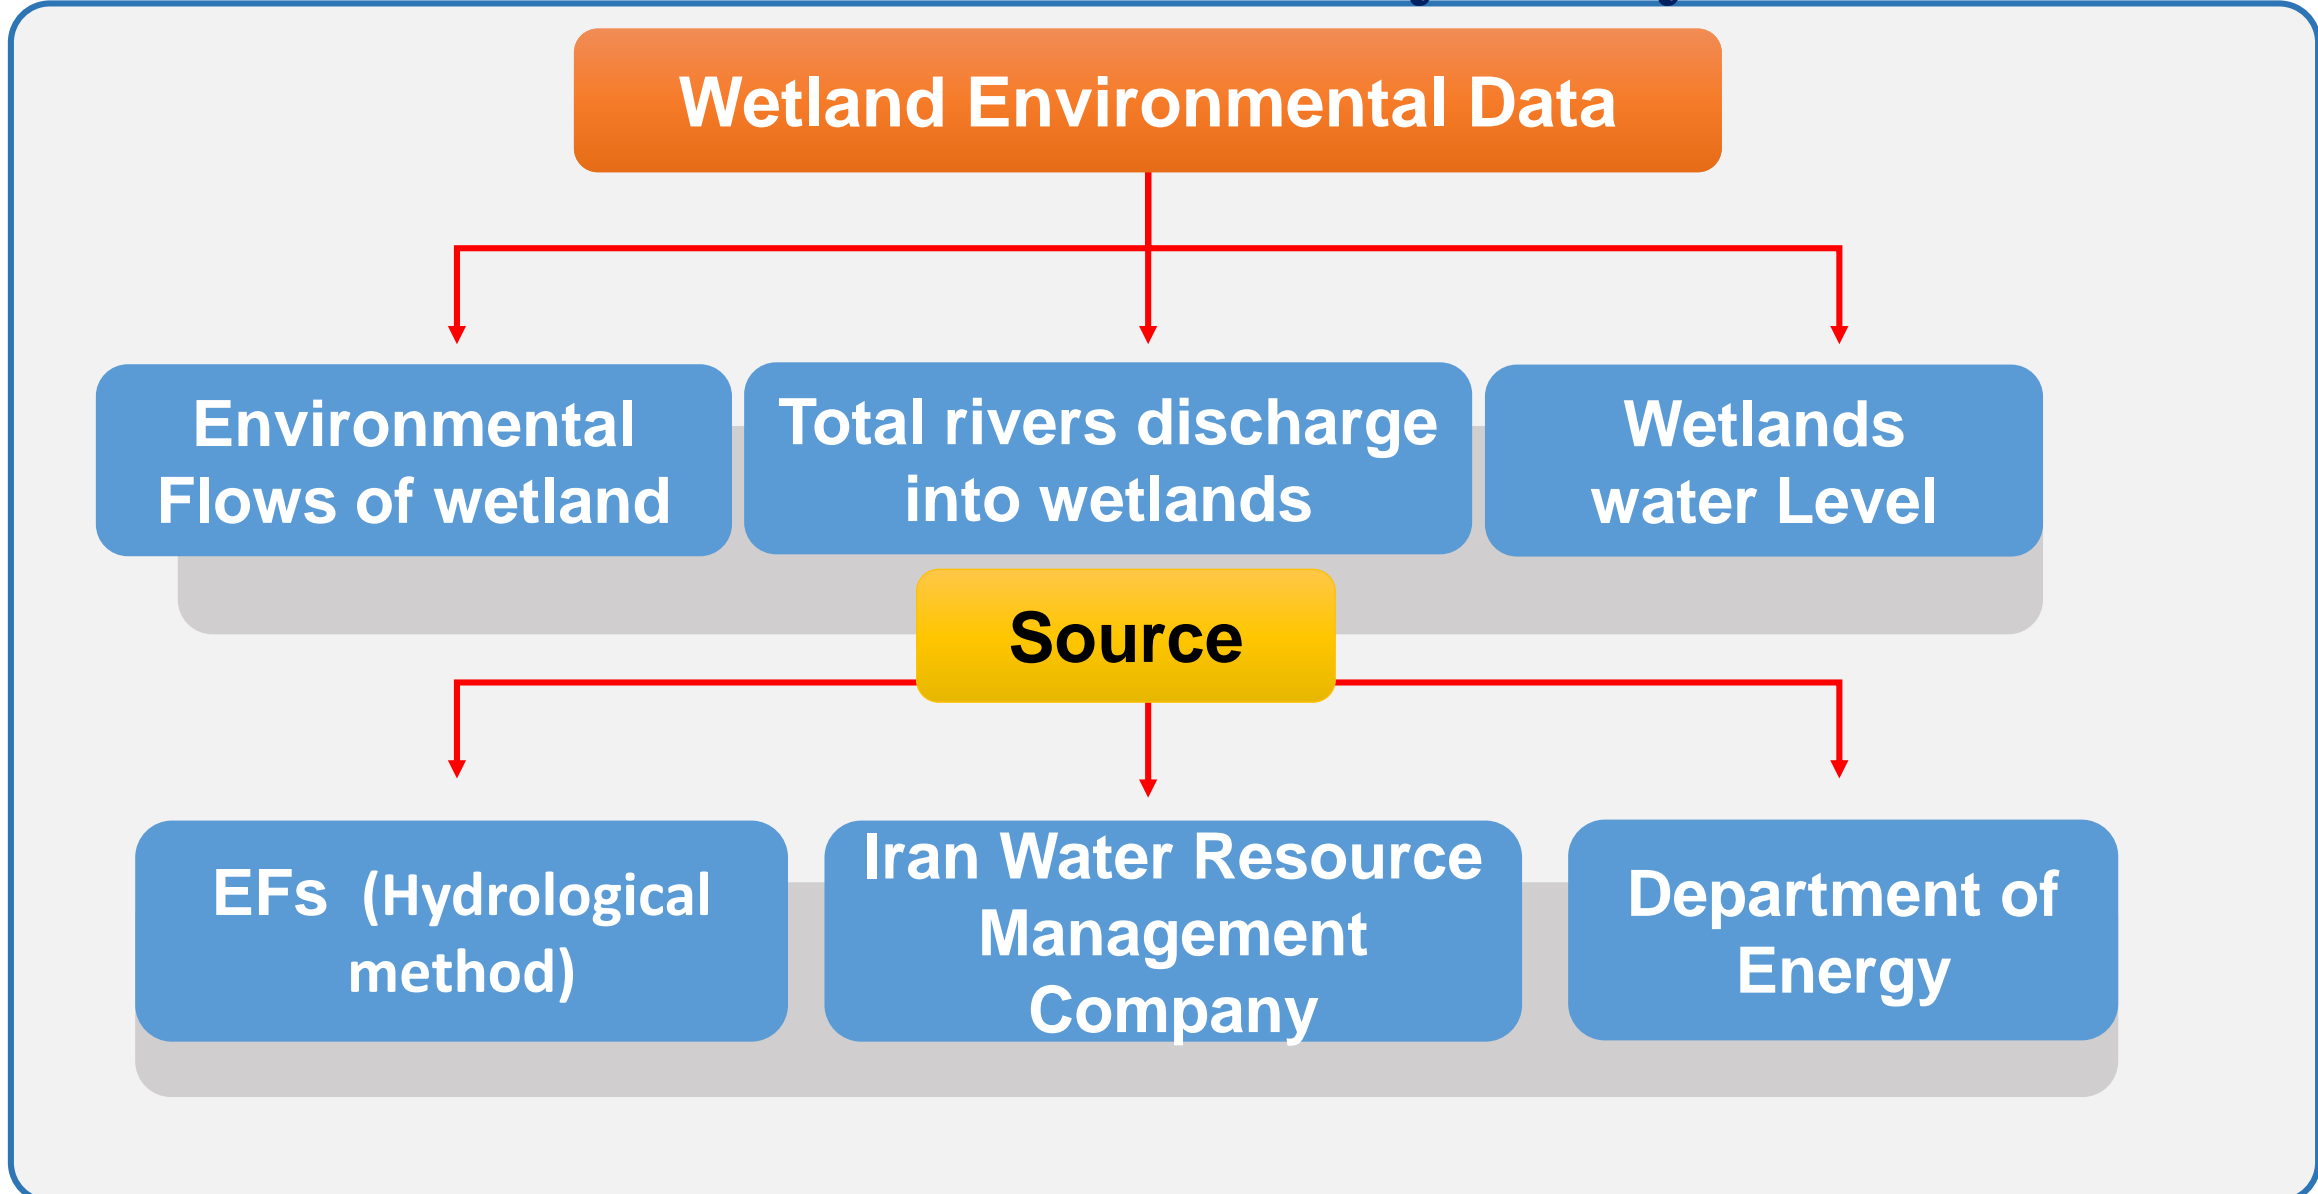 Wetland Environmental Data
Environmental
Flows of wetland
Total rivers discharge
into wetlands
Wetlands
water Level
Source
EFs (Hydrological
method)
Iran Water Resource
Management
Company
Department of
Energy